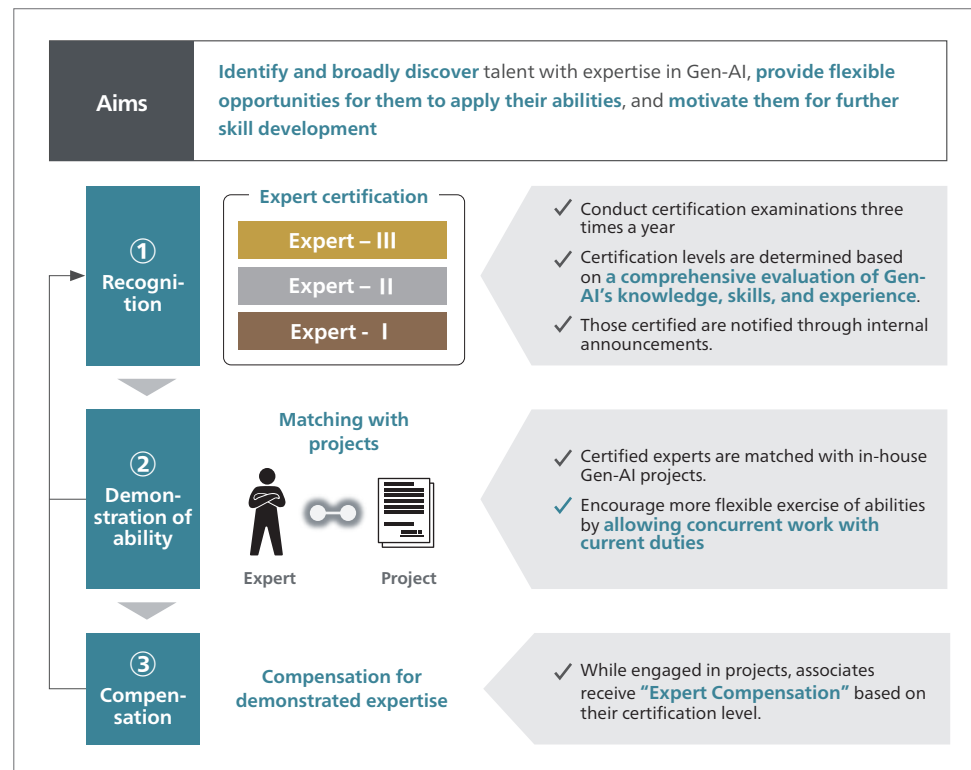 Aims
Identify and broadly discover talent with expertise in Gen-AI, provide flexible
opportunities for them to apply their abilities, and motivate them for further
skill development
①
Recogni-
tion
Expert certification
Expert – III
Expert – II
Expert - I
Conduct certification examinations three
times a year
Certification levels are determined based
on a comprehensive evaluation of Gen-
AI’s knowledge, skills, and experience.
Those certified are notified through internal
announcements.
②
Demon-
stration of
ability
Matching with
projects
Expert
Project
Certified experts are matched with in-house
Gen-AI projects.
Encourage more flexible exercise of abilities
by allowing concurrent work with
current duties
③
Compen-
sation
Compensation for
demonstrated expertise
While engaged in projects, associates
receive “Expert Compensation” based on
their certification level.